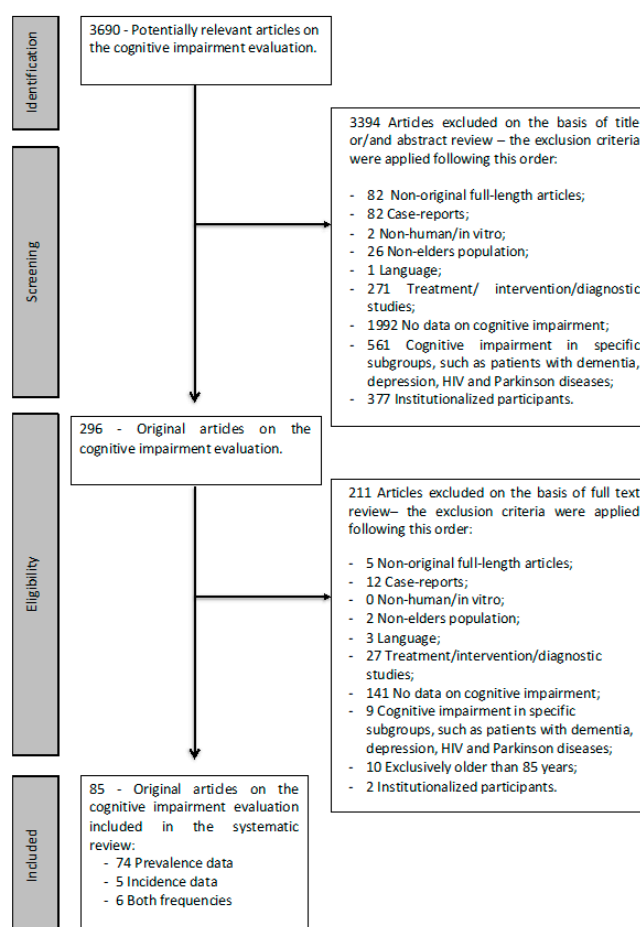 Identification
3690 - Potentially relevant articles on
the cognitive impairment evaluation.
Screening
3394 Articles excluded on the basis of title
or/and abstract review – the exclusion criteria
were applied following this order:
- 82 Non-original full-length articles;
- 82 Case-reports;
- 2 Non-human/in vitro;
- 26 Non-elders population;
- 1 Language;
- 271 Treatment/ intervention/diagnostic
studies;
- 1992 No data on cognitive impairment;
- 561 Cognitive impairment in specific
subgroups, such as patients with dementia,
depression, HIV and Parkinson diseases;
- 377 Institutionalized participants.
Eligibility
296 - Original articles on the
cognitive impairment evaluation.
211 Articles excluded on the basis of full text
review– the exclusion criteria were applied
following this order:
- 5 Non-original full-length articles;
- 12 Case-reports;
- 0 Non-human/in vitro;
- 2 Non-elders population;
- 3 Language;
- 27 Treatment/intervention/diagnostic
studies;
- 141 No data on cognitive impairment;
- 9 Cognitive impairment in specific
subgroups, such as patients with dementia,
depression, HIV and Parkinson diseases;
- 10 Exclusively older than 85 years;
- 2 Institutionalized participants.
Included
85 - Original articles on the
cognitive impairment evaluation
included in the systematic
review:
- 74 Prevalence data
- 5 Incidence data
- 6 Both frequencies